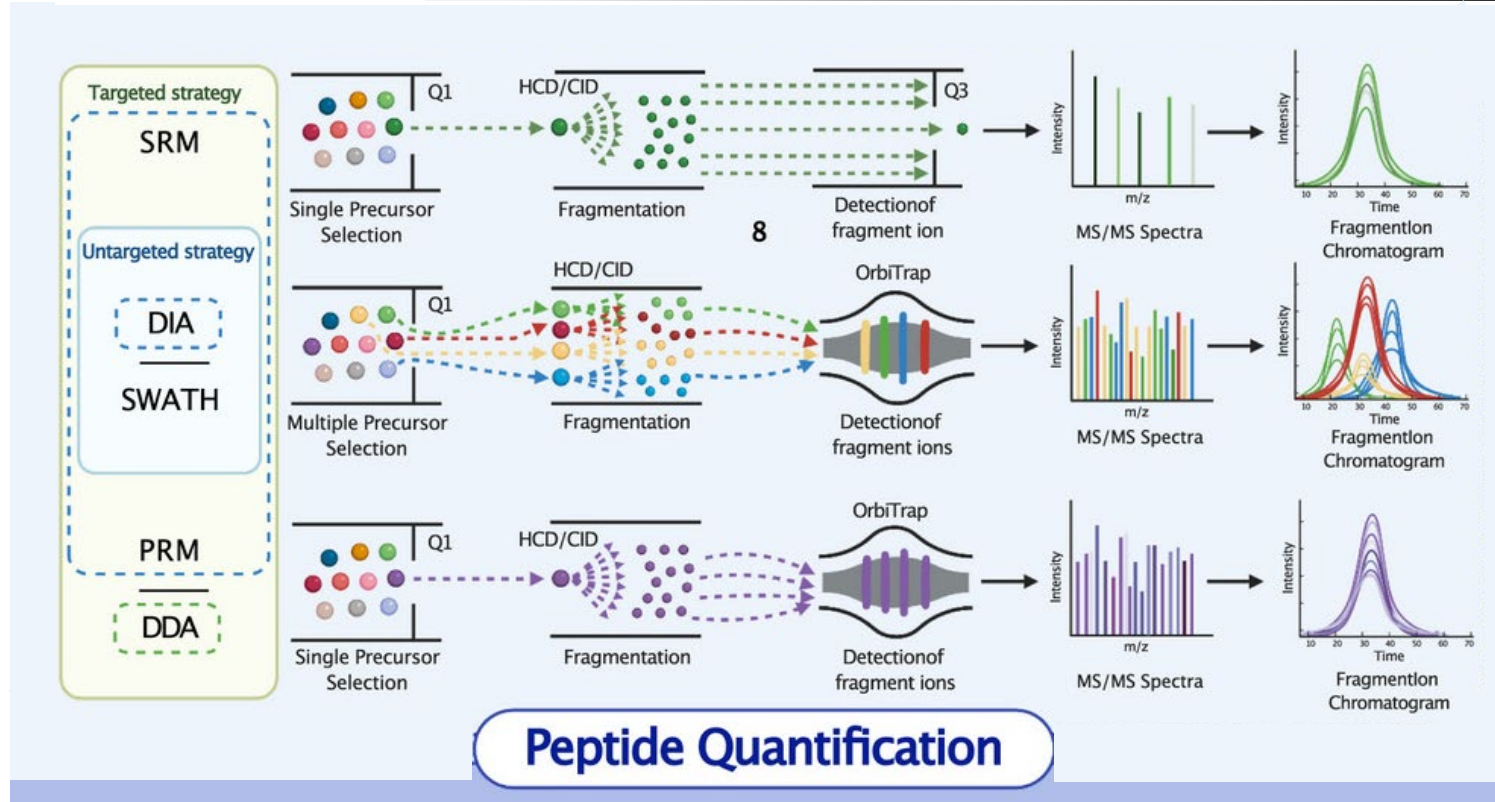 Targeted strategy
SRM
Untargeted strategy
DIA
SWATH
PRM
DDA
Q1
Single Precursor
Selection
HCD/CID
Fragmentation
Q3
Detectionof
fragment ion
8
Intensity
m/z
MS/MS Spectra
Intensity
10 20 30 40 50 60 70
Time
FragmentIon
Chromatogram
Q1
Multiple Precursor
Selection
HCD/CID
Fragmentation
OrbiTrap
Detectionof
fragment ions
Intensity
m/z
MS/MS Spectra
Intensity
10 20 30 40 50 60 70
Time
FragmentIon
Chromatogram
Q1
Single Precursor
Selection
HCD/CID
Fragmentation
OrbiTrap
Detectionof
fragment ions
Intensity
m/z
MS/MS Spectra
Intensity
10 20 30 40 50 60 70
Time
FragmentIon
Chromatogram
Peptide Quantification